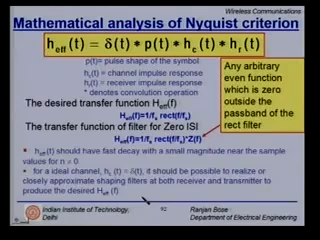 Wireless Communications
Mathematical analysis of Nyquist criterion
h_eff (t) = δ(t) * p(t) * h_c (t) * h_r (t)
p(t)= pulse shape of the symbol
h_c(t) = channel impulse response
h_r(t) = receiver impulse response
* denotes convolution operation
The desired transfer function H_eff(f)
H_eff(f)=1/f_s rect(f/f_s)
The transfer function of filter for Zero ISI
H_eff(f)=1/f_s rect(f/f_s)*Z(f)
Any arbitrary
even function
which is zero
outside the
passband of the
rect filter
h_eff(t) should have fast decay with a small magnitude near the sample
values for n ≠ 0
for a ideal channel, h_c (t) = δ(t), it should be possible to realize or
closely approximate shaping filters at both receiver and transmitter to
produce the desired H_eff (f)
Indian Institute of Technology,
Delhi
Ranjan Bose
Department of Electrical Engineering